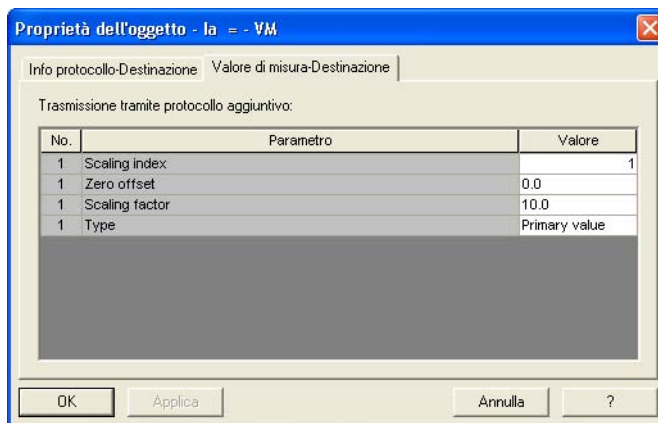 Proprietà dell'oggetto - Ia = - VM
Info protocollo-Destinazione Valore di misura-Destinazione
Trasmissione tramite protocollo aggiuntivo:
No. Parametro Valore
1 Scaling index 1
1 Zero offset 0.0
1 Scaling factor 10.0
1 Type Primary value
OK Applica Annulla ?